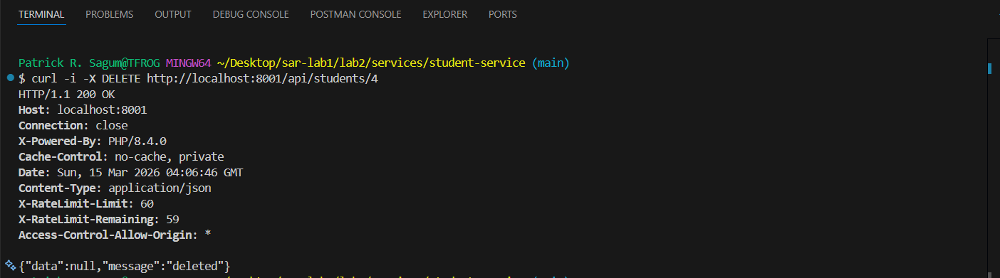 TERMINAL PROBLEMS OUTPUT DEBUG CONSOLE POSTMAN CONSOLE EXPLORER PORTS
Patrick R. Sagum@TFROG MINGW64 ~/Desktop/sar-lab1/lab2/services/student-service (main)
$ curl -i -X DELETE http://localhost:8001/api/students/4
HTTP/1.1 200 OK
Host: localhost:8001
Connection: close
X-Powered-By: PHP/8.4.0
Cache-Control: no-cache, private
Date: Sun, 15 Mar 2026 04:06:46 GMT
Content-Type: application/json
X-RateLimit-Limit: 60
X-RateLimit-Remaining: 59
Access-Control-Allow-Origin: *
{"data":null,"message":"deleted"}